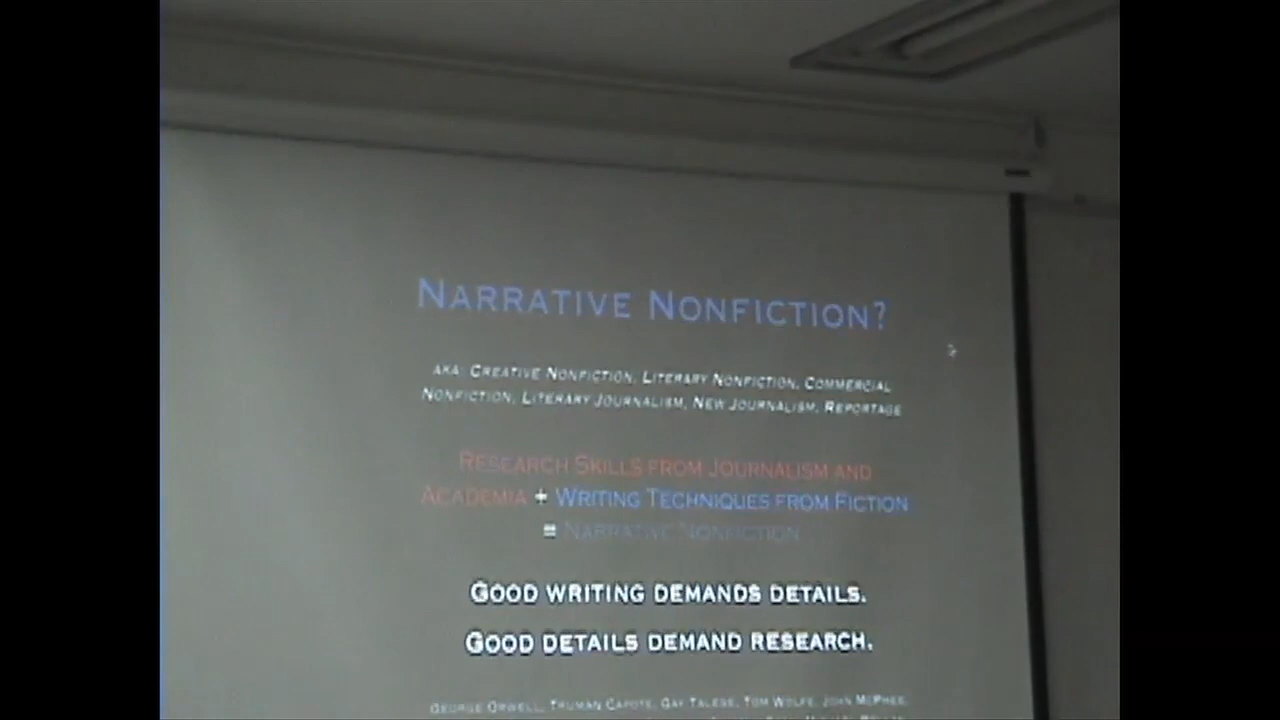 NARRATIVE NONFICTION?
AKA: CREATIVE NONFICTION, LITERARY NONFICTION, COMMERCIAL
NONFICTION, LITERARY JOURNALISM, NEW JOURNALISM, REPORTAGE
RESEARCH SKILLS FROM JOURNALISM AND
ACADEMIA + WRITING TECHNIQUES FROM FICTION
= NARRATIVE NONFICTION
GOOD WRITING DEMANDS DETAILS.
GOOD DETAILS DEMAND RESEARCH.
GEORGE ORWELL, TRUMAN CAPOTE, GAY TALESE, TOM WOLFE, JOHN MCPHEE,